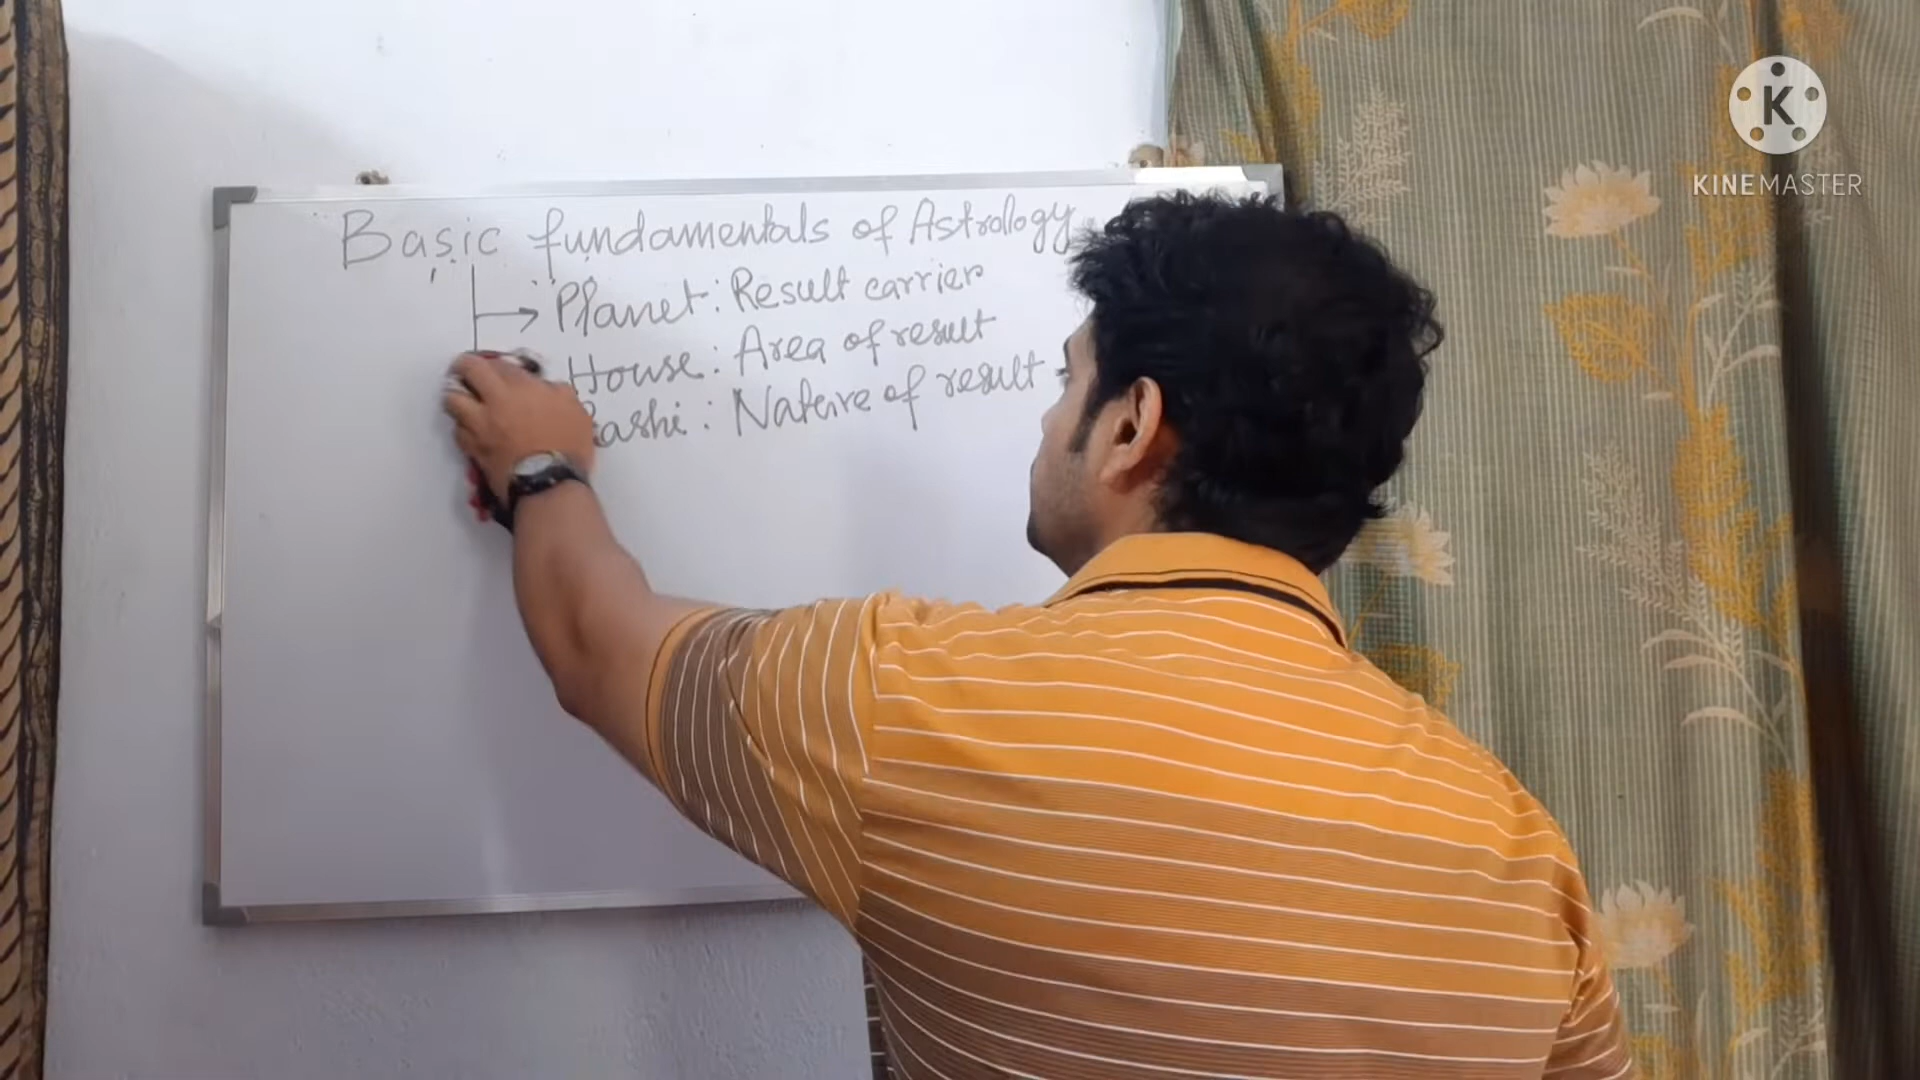 Basic fundamentals of Astrology
Planet: Result carrier
House: Area of result
Rashi: Nature of result
K
KINEMASTER